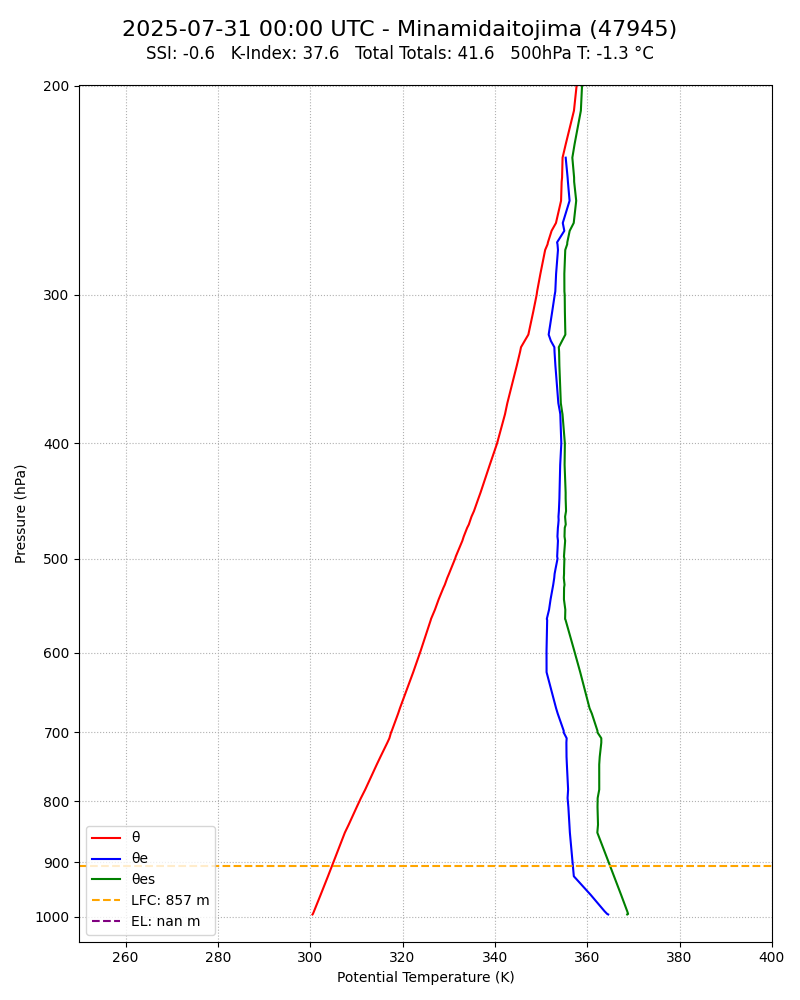 2025-07-31 00:00 UTC - Minamidaitojima (47945)
SSI: -0.6 K-Index: 37.6 Total Totals: 41.6 500hPa T: -1.3 °C
200
300
400
500
600
700
800
900
1000
Pressure (hPa)
θ
θe
θes
LFC: 857 m
EL: nan m
260 280 300 320 340 360 380 400
Potential Temperature (K)